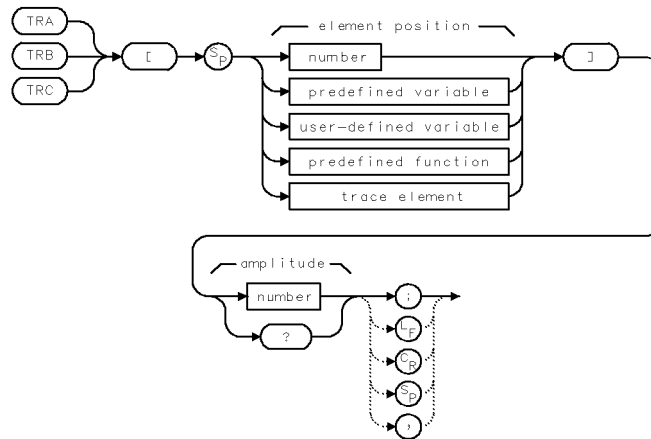 element position
TRA
TRB
TRC
[
SP
number
]
predefined variable
user-defined variable
predefined function
trace element
amplitude
number
;
?
LF
CR
SP
,